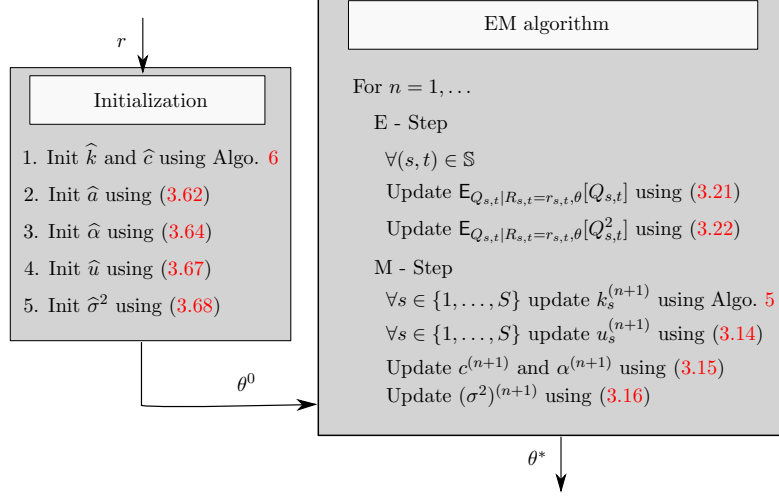 r
Initialization
1. Init k̂ and ĉ using Algo. 6
2. Init â using (3.62)
3. Init α̂ using (3.64)
4. Init û using (3.67)
5. Init σ̂² using (3.68)
θ⁰
EM algorithm
For n = 1, …
E - Step
∀(s, t) ∈ 𝕊
Update E_{Q_{s,t}|R_{s,t}=r_{s,t},θ}[Q_{s,t}] using (3.21)
Update E_{Q_{s,t}|R_{s,t}=r_{s,t},θ}[Q²_{s,t}] using (3.22)
M - Step
∀s ∈ {1, …, S} update k_s^{(n+1)} using Algo. 5
∀s ∈ {1, …, S} update u_s^{(n+1)} using (3.14)
Update c^{(n+1)} and α^{(n+1)} using (3.15)
Update (σ²)^{(n+1)} using (3.16)
θ*